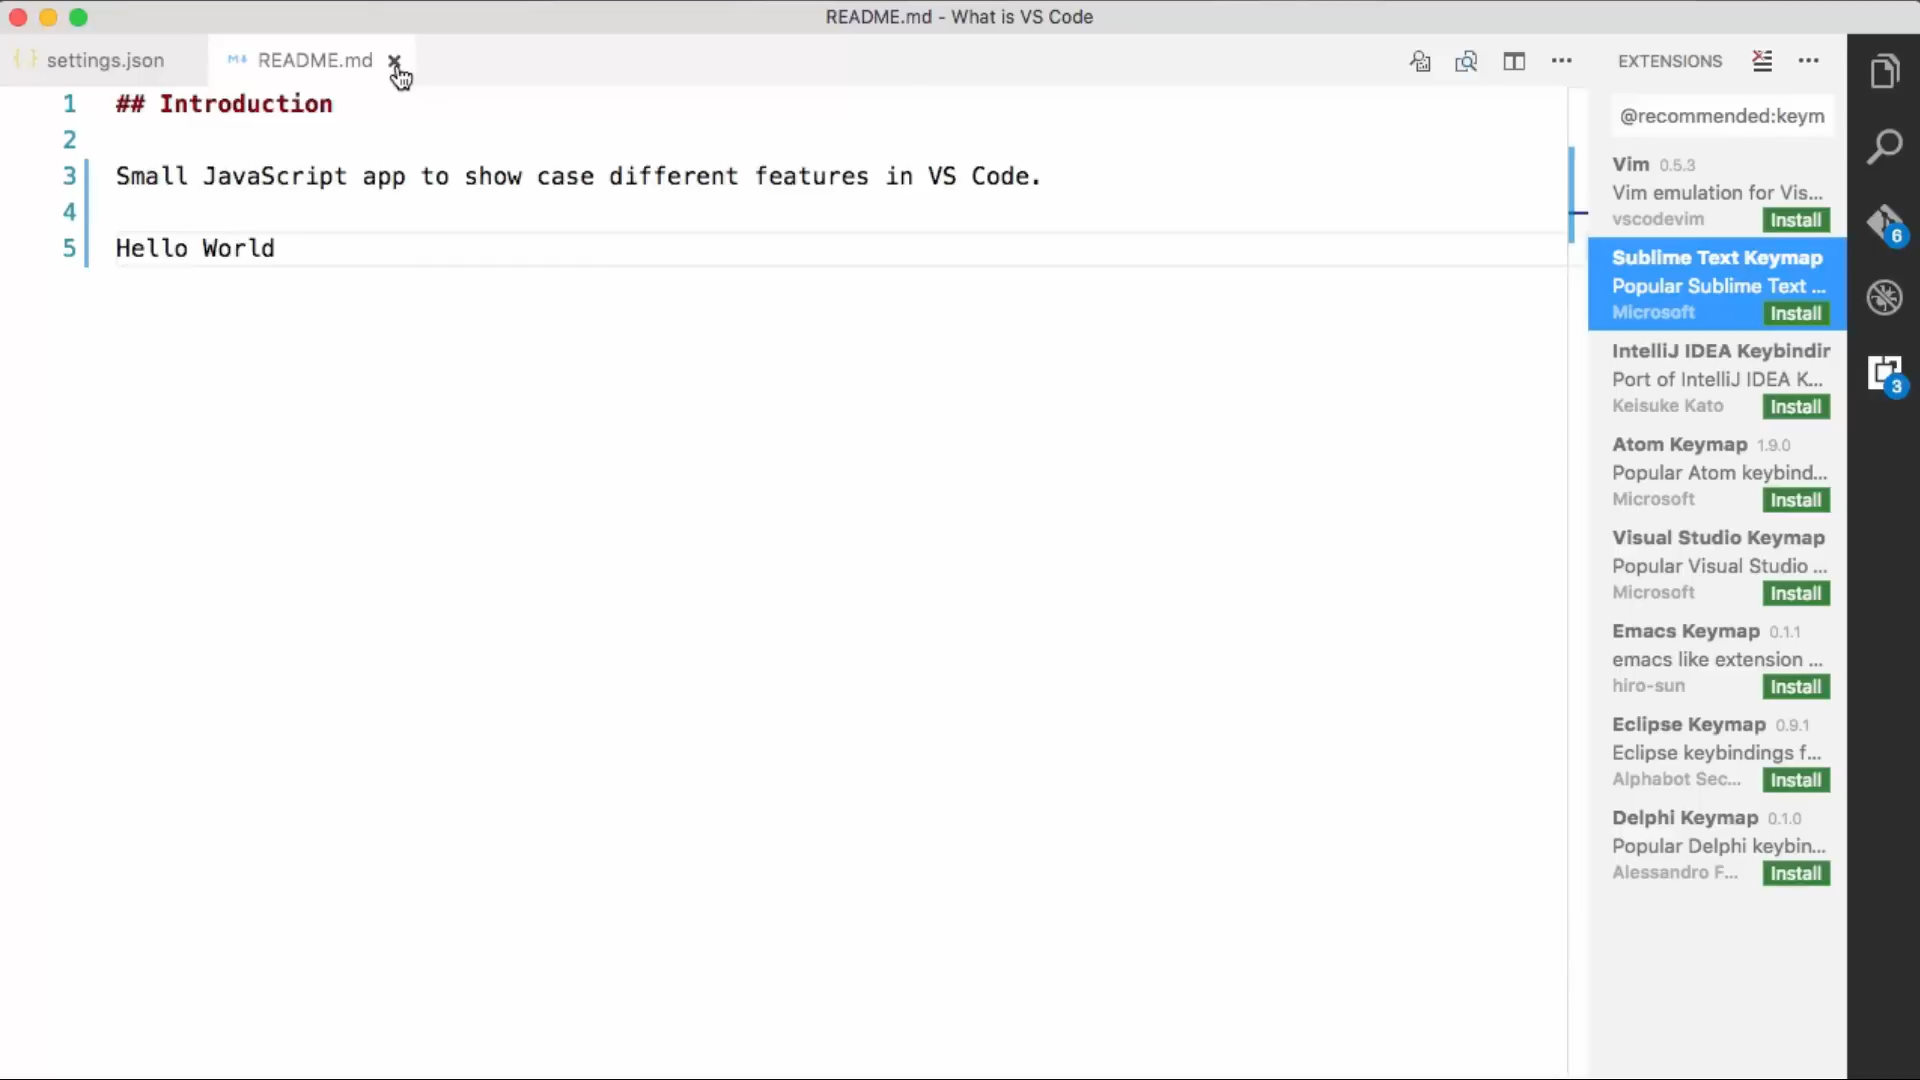 README.md - What is VS Code
settings.json
README.md
1 ## Introduction
2
3 Small JavaScript app to show case different features in VS Code.
4
5 Hello World
EXTENSIONS
@recommended:keym
Vim 0.5.3
Vim emulation for Vis...
vscodevim Install
Sublime Text Keymap
Popular Sublime Text ...
Microsoft Install
IntelliJ IDEA Keybindir
Port of IntelliJ IDEA K...
Keisuke Kato Install
Atom Keymap 1.9.0
Popular Atom keybind...
Microsoft Install
Visual Studio Keymap
Popular Visual Studio ...
Microsoft Install
Emacs Keymap 0.1.1
emacs like extension ...
hiro-sun Install
Eclipse Keymap 0.9.1
Eclipse keybindings f...
Alphabot Sec... Install
Delphi Keymap 0.1.0
Popular Delphi keybin...
Alessandro F... Install
6
3